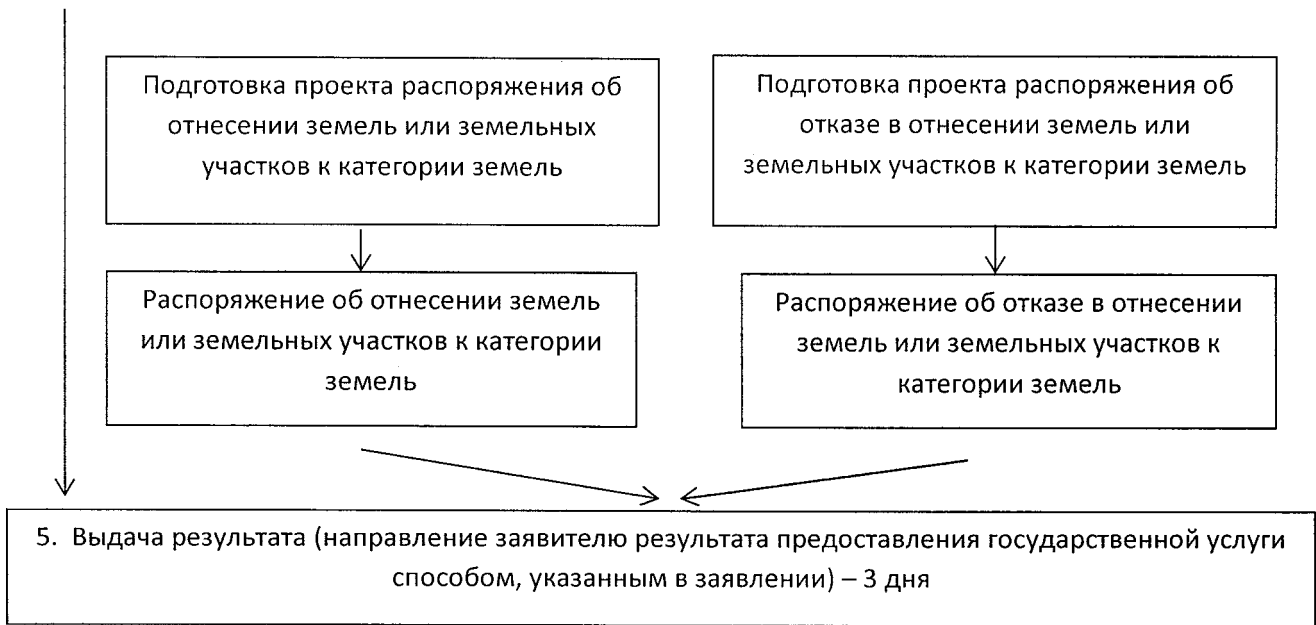 Подготовка проекта распоряжения об
отнесении земель или земельных
участков к категории земель
Подготовка проекта распоряжения об
отказе в отнесении земель или
земельных участков к категории земель
Распоряжение об отнесении земель
или земельных участков к категории
земель
Распоряжение об отказе в отнесении
земель или земельных участков к
категории земель
5. Выдача результата (направление заявителю результата предоставления государственной услуги
способом, указанным в заявлении) – 3 дня